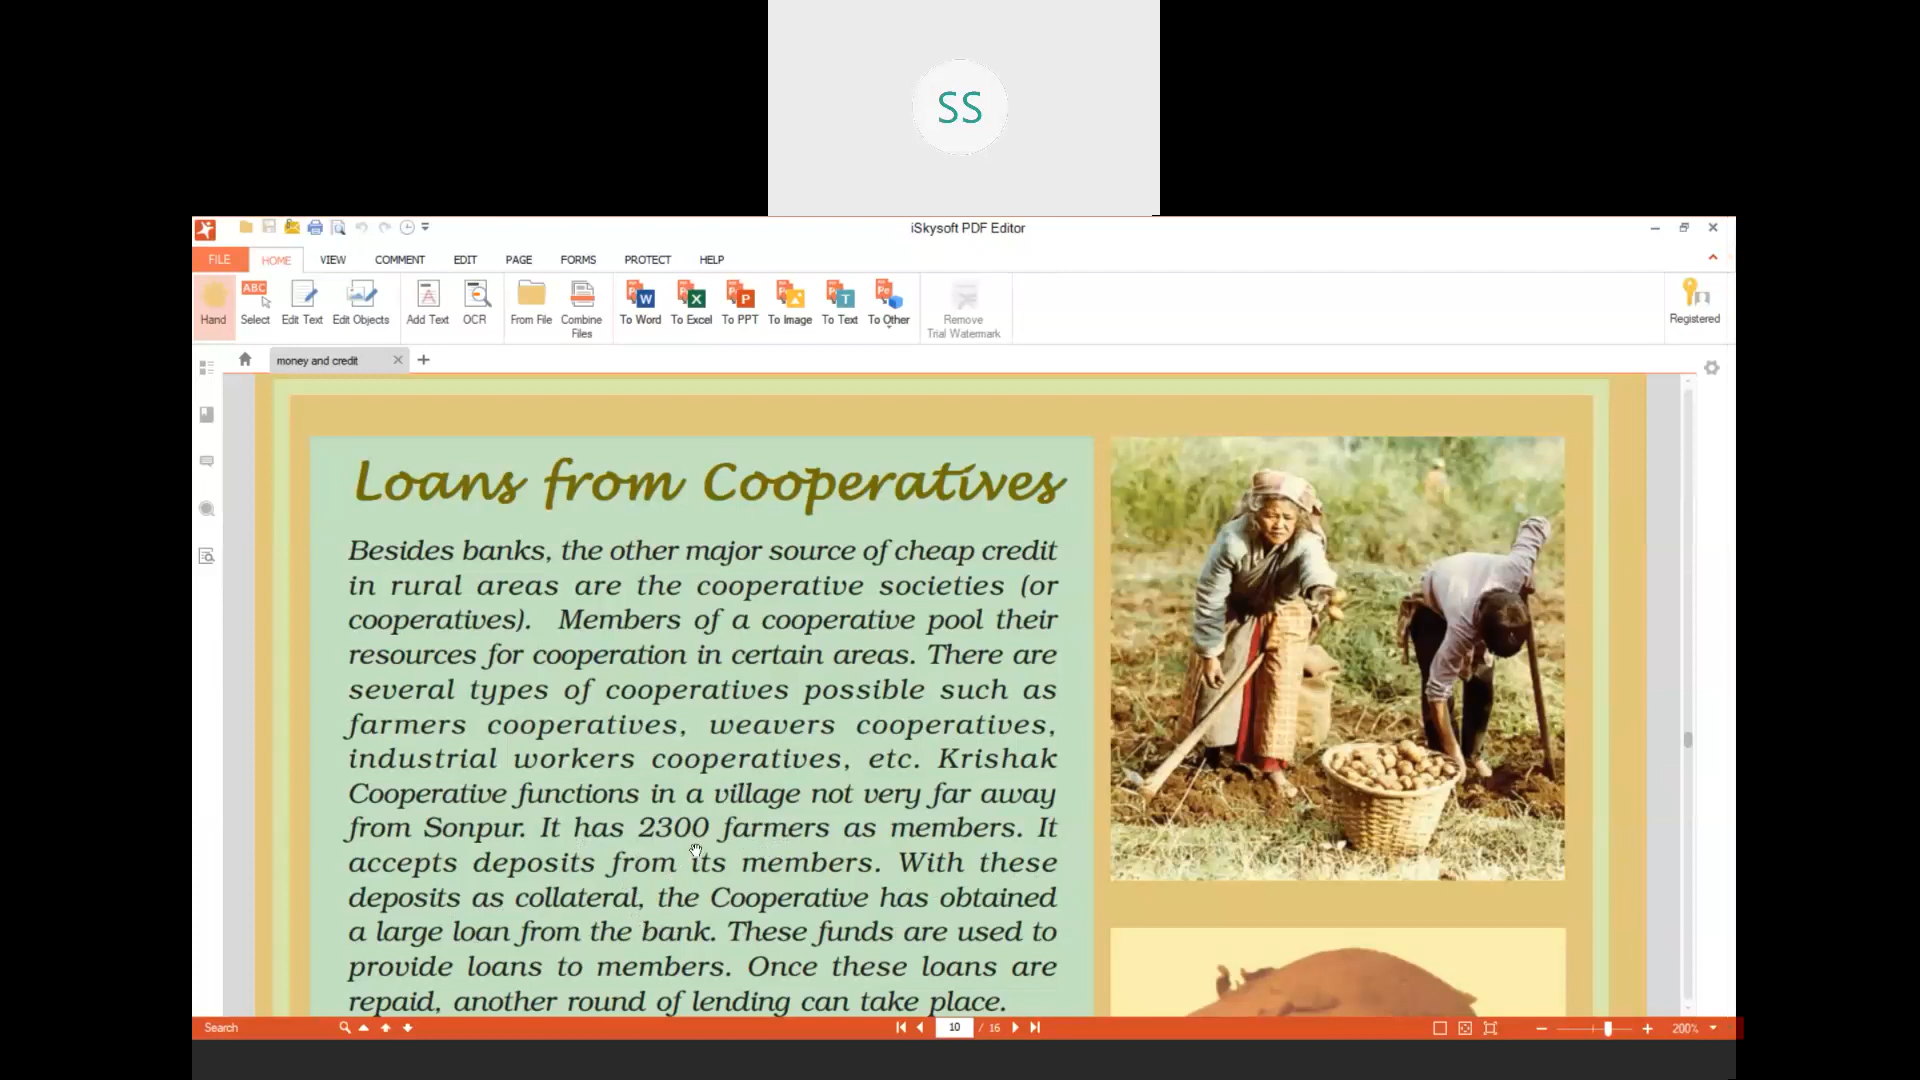 SS
iSkysoft PDF Editor
FILE HOME VIEW COMMENT EDIT PAGE FORMS PROTECT HELP
ABC
Hand Select Edit Text Edit Objects Add Text OCR From File Combine Files To Word To Excel To PPT To Image To Text To Other Remove Trial Watermark Registered
money and credit
Loans from Cooperatives
Besides banks, the other major source of cheap credit
in rural areas are the cooperative societies (or
cooperatives). Members of a cooperative pool their
resources for cooperation in certain areas. There are
several types of cooperatives possible such as
farmers cooperatives, weavers cooperatives,
industrial workers cooperatives, etc. Krishak
Cooperative functions in a village not very far away
from Sonpur. It has 2300 farmers as members. It
accepts deposits from its members. With these
deposits as collateral, the Cooperative has obtained
a large loan from the bank. These funds are used to
provide loans to members. Once these loans are
repaid, another round of lending can take place.
Search 10 / 16 200%